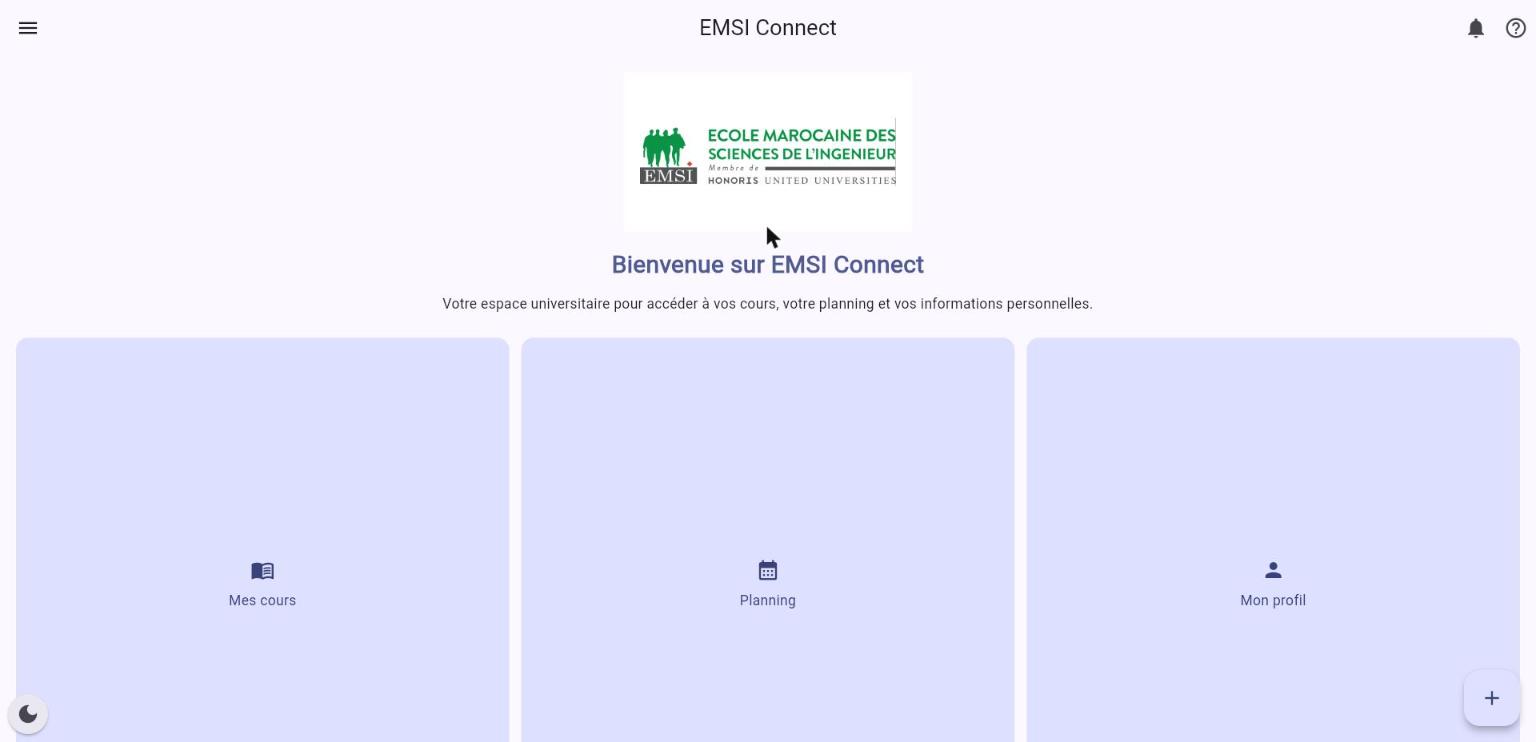 EMSI Connect
ECOLE MAROCAINE DES
SCIENCES DE L'INGENIEUR
Membre de
EMSI
HONORIS UNITED UNIVERSITIES
Bienvenue sur EMSI Connect
Votre espace universitaire pour accéder à vos cours, votre planning et vos informations personnelles.
Mes cours
Planning
Mon profil